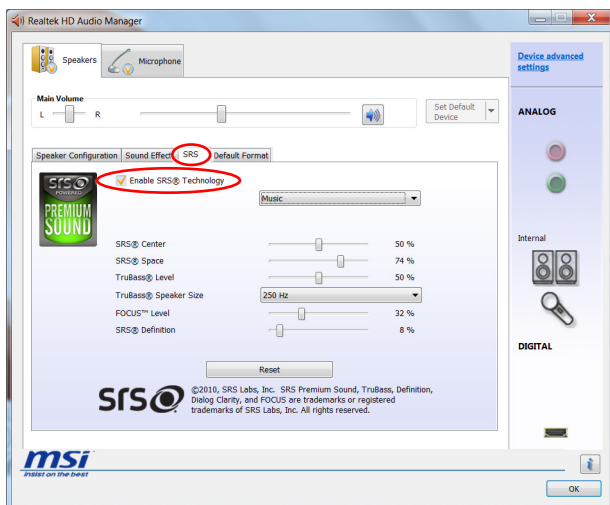 Realtek HD Audio Manager
Speakers
Microphone
Device advanced
settings
Main Volume
L R
Set Default
Device
ANALOG
Speaker Configuration Sound Effect SRS Default Format
SRS
POWERED
PREMIUM
SOUND
Enable SRS® Technology
Music
SRS® Center 50 %
SRS® Space 74 %
TruBass® Level 50 %
TruBass® Speaker Size 250 Hz
FOCUS™ Level 32 %
SRS® Definition 8 %
Internal
DIGITAL
Reset
SRS
©2010, SRS Labs, Inc. SRS Premium Sound, TruBass, Definition,
Dialog Clarity, and FOCUS are trademarks or registered
trademarks of SRS Labs, Inc. All rights reserved.
msi
insist on the best
i
OK